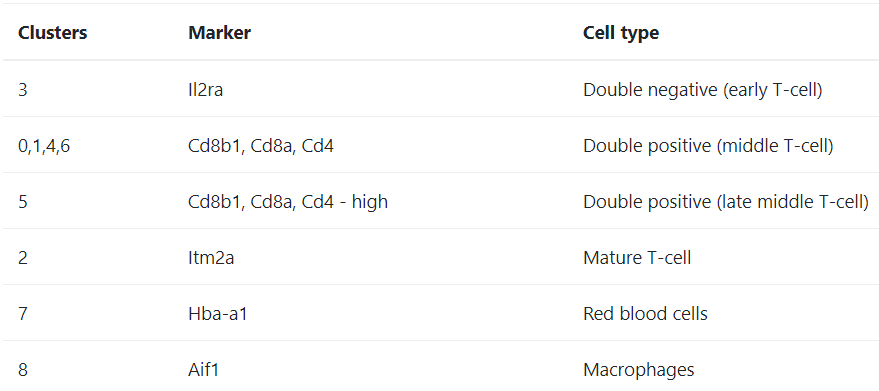 Clusters Marker Cell type
3 Il2ra Double negative (early T-cell)
0,1,4,6 Cd8b1, Cd8a, Cd4 Double positive (middle T-cell)
5 Cd8b1, Cd8a, Cd4 - high Double positive (late middle T-cell)
2 Itm2a Mature T-cell
7 Hba-a1 Red blood cells
8 Aif1 Macrophages